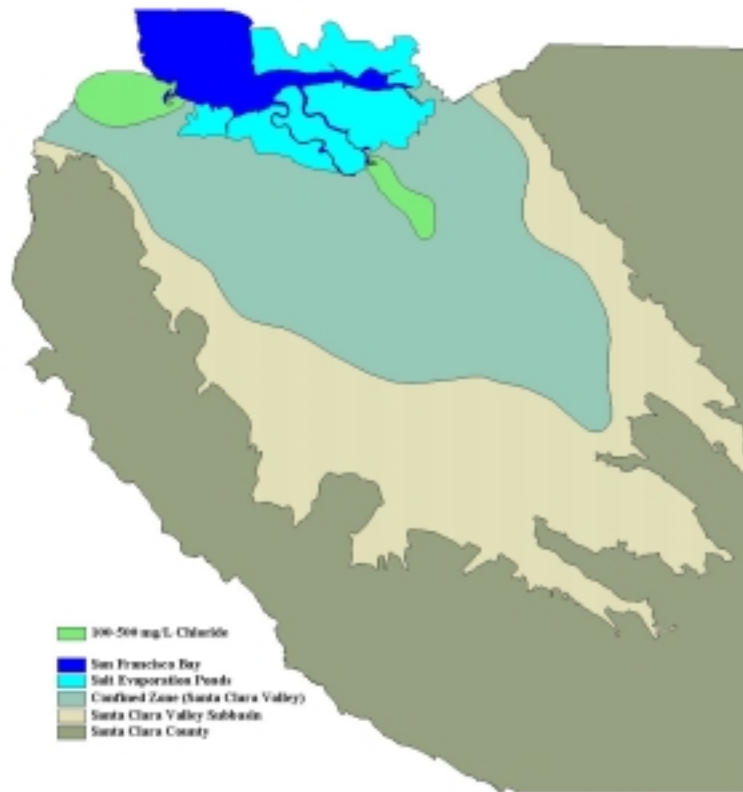 100-500 mg/L Chloride
San Francisco Bay
Salt Evaporation Ponds
Confined Zone (Santa Clara Valley)
Santa Clara Valley Subbasin
Santa Clara County